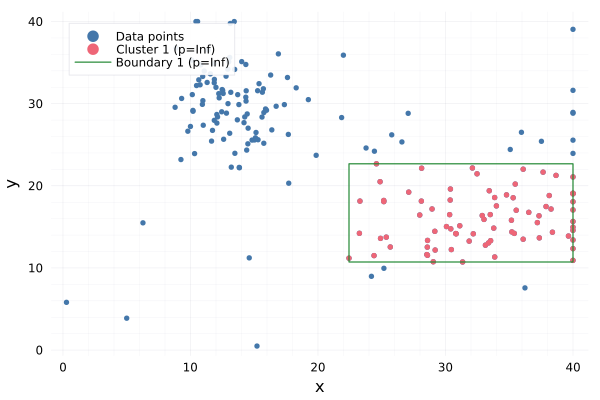 Data points
Cluster 1 (p=Inf)
Boundary 1 (p=Inf)
40
30
20
10
0
y
0 10 20 30 40
x